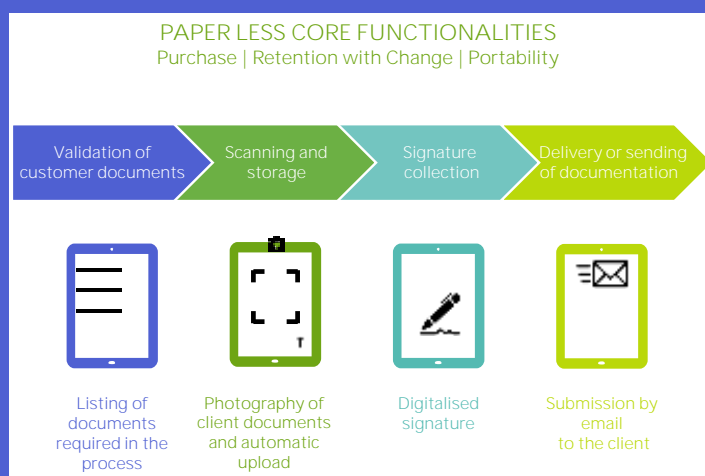 PAPER LESS CORE FUNCTIONALITIES
Purchase | Retention with Change | Portability
Validation of
customer documents
Scanning and
storage
Signature
collection
Delivery or sending
of documentation
T
Listing of
documents
required in the
process
Photography of
client documents
and automatic
upload
Digitalised
signature
Submission by
email
to the client